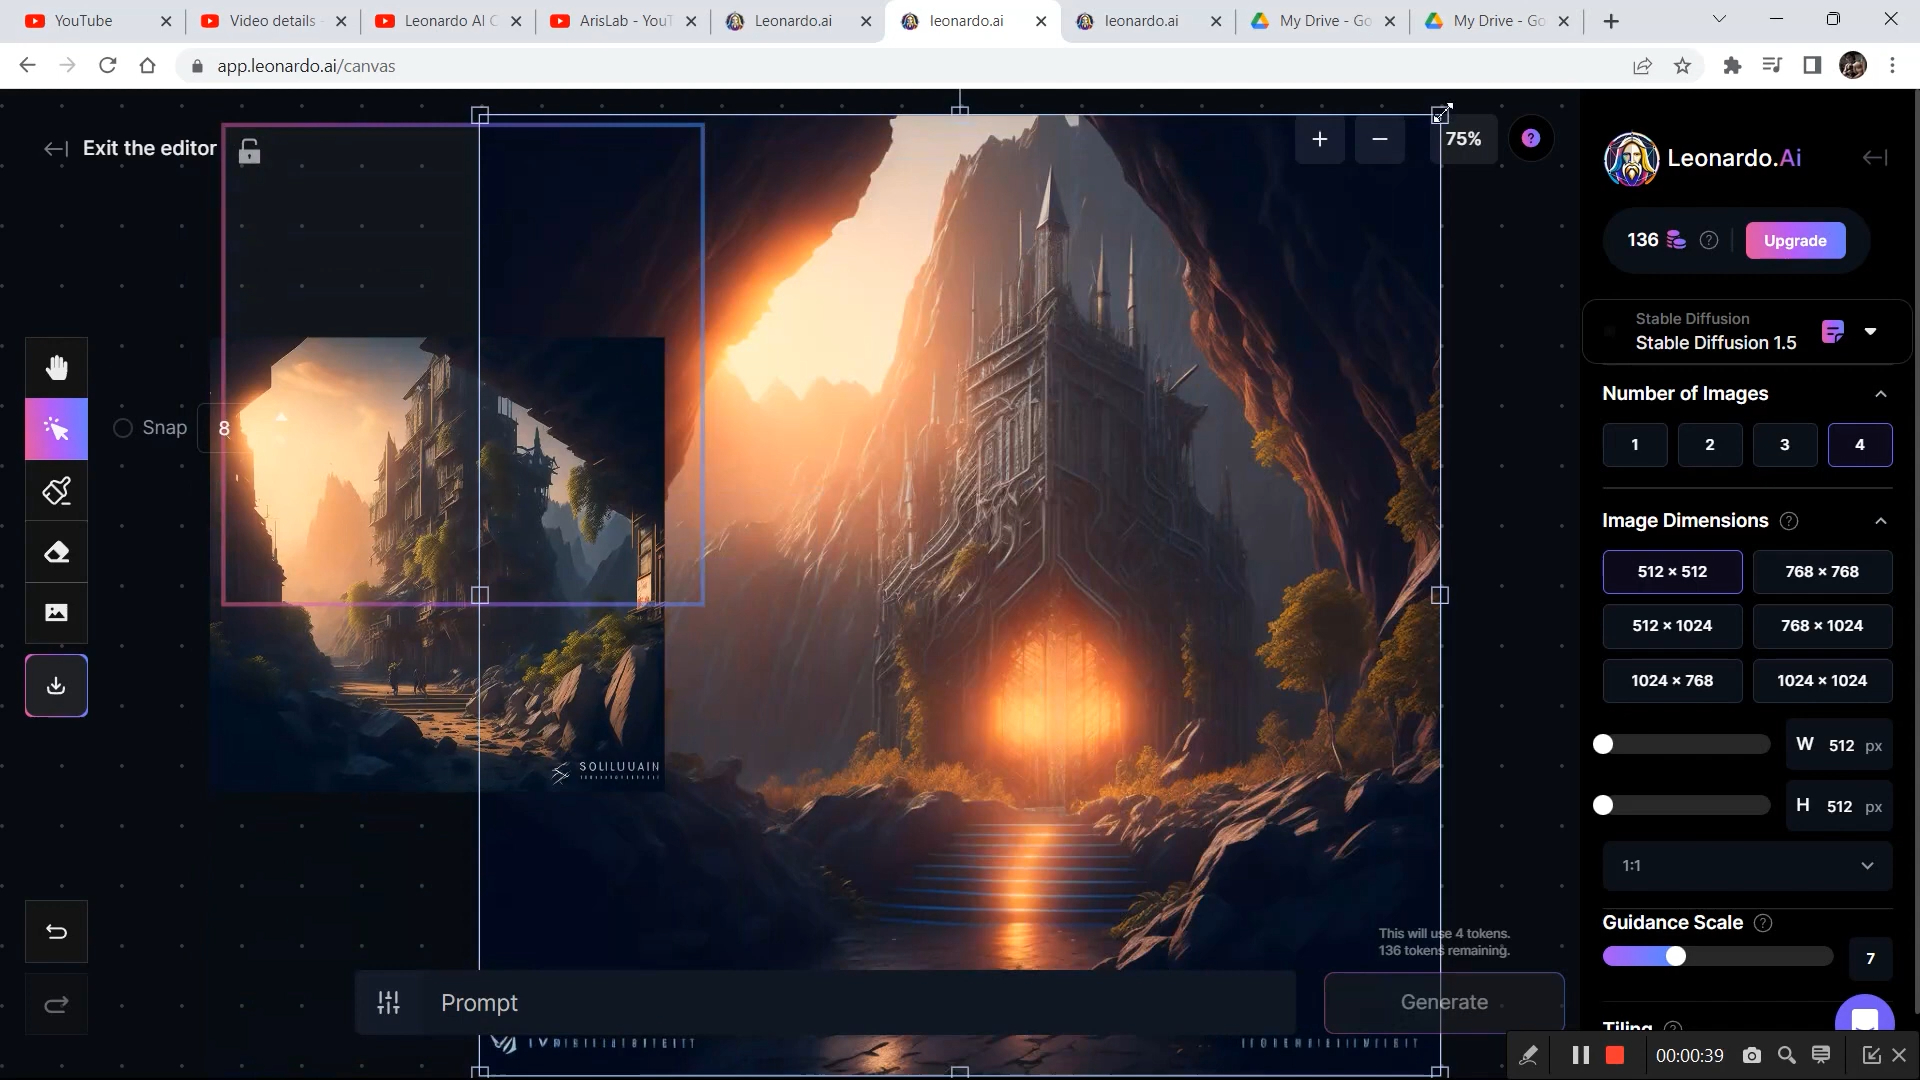 YouTube
Video details -
Leonardo AI C
ArisLab - YouT
Leonardo.ai
leonardo.ai
leonardo.ai
My Drive - Go
My Drive - Go
app.leonardo.ai/canvas
Exit the editor
75%
?
Leonardo.Ai
136
?
Upgrade
Stable Diffusion
Stable Diffusion 1.5
Number of Images
1
2
3
4
Snap
8
Image Dimensions ?
512 × 512
768 × 768
512 × 1024
768 × 1024
1024 × 768
1024 × 1024
W 512 px
H 512 px
1:1
SOLILUUAIN
Guidance Scale ?
7
This will use 4 tokens.
136 tokens remaining.
Prompt
Generate
Tiling ?
00:00:39